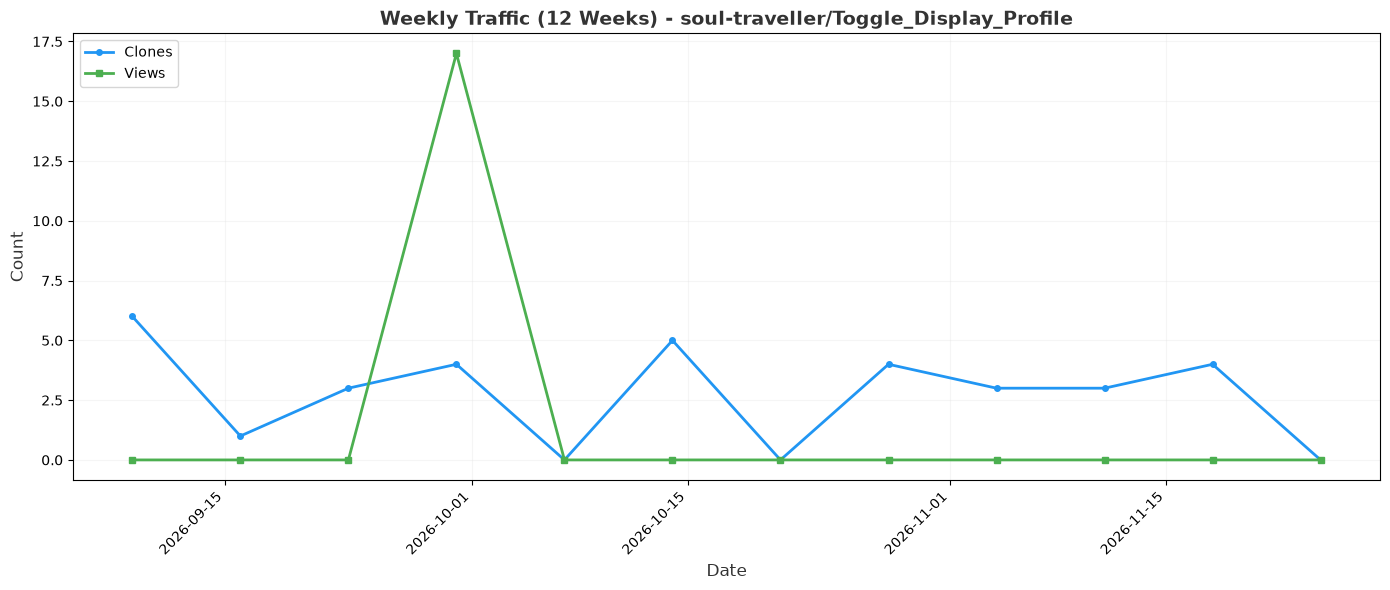 Weekly Traffic (12 Weeks) - soul-traveller/Toggle_Display_Profile
Clones
Views
17.5
15.0
12.5
10.0
7.5
5.0
2.5
0.0
Count
2026-09-15
2026-10-01
2026-10-15
2026-11-01
2026-11-15
Date